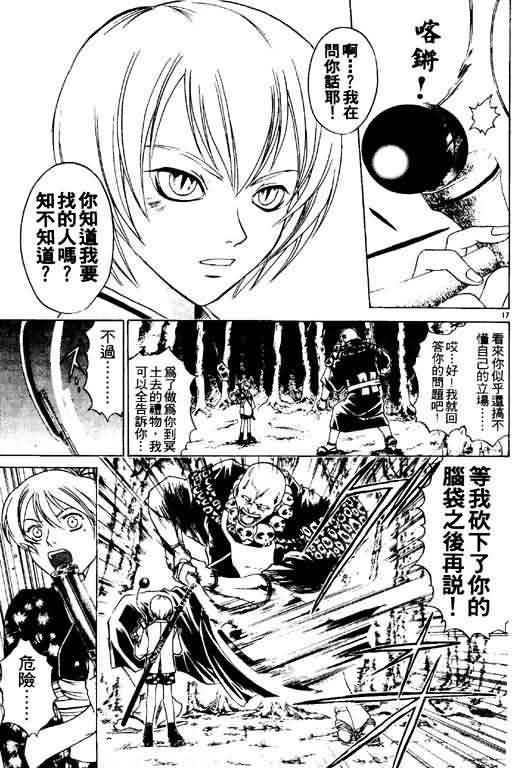 喀鏘！
啊…？我在
問你話耶！
你知道我要
找的人嗎？
知不知道？
17
看來你似乎還搞不
懂自己的立場……
哎…好！我就回
答你的問題吧！
為了做為你到冥
土去的禮物，我
可以全告訴你…
不過……
等我砍下了你的
腦袋之後再說！
危險……